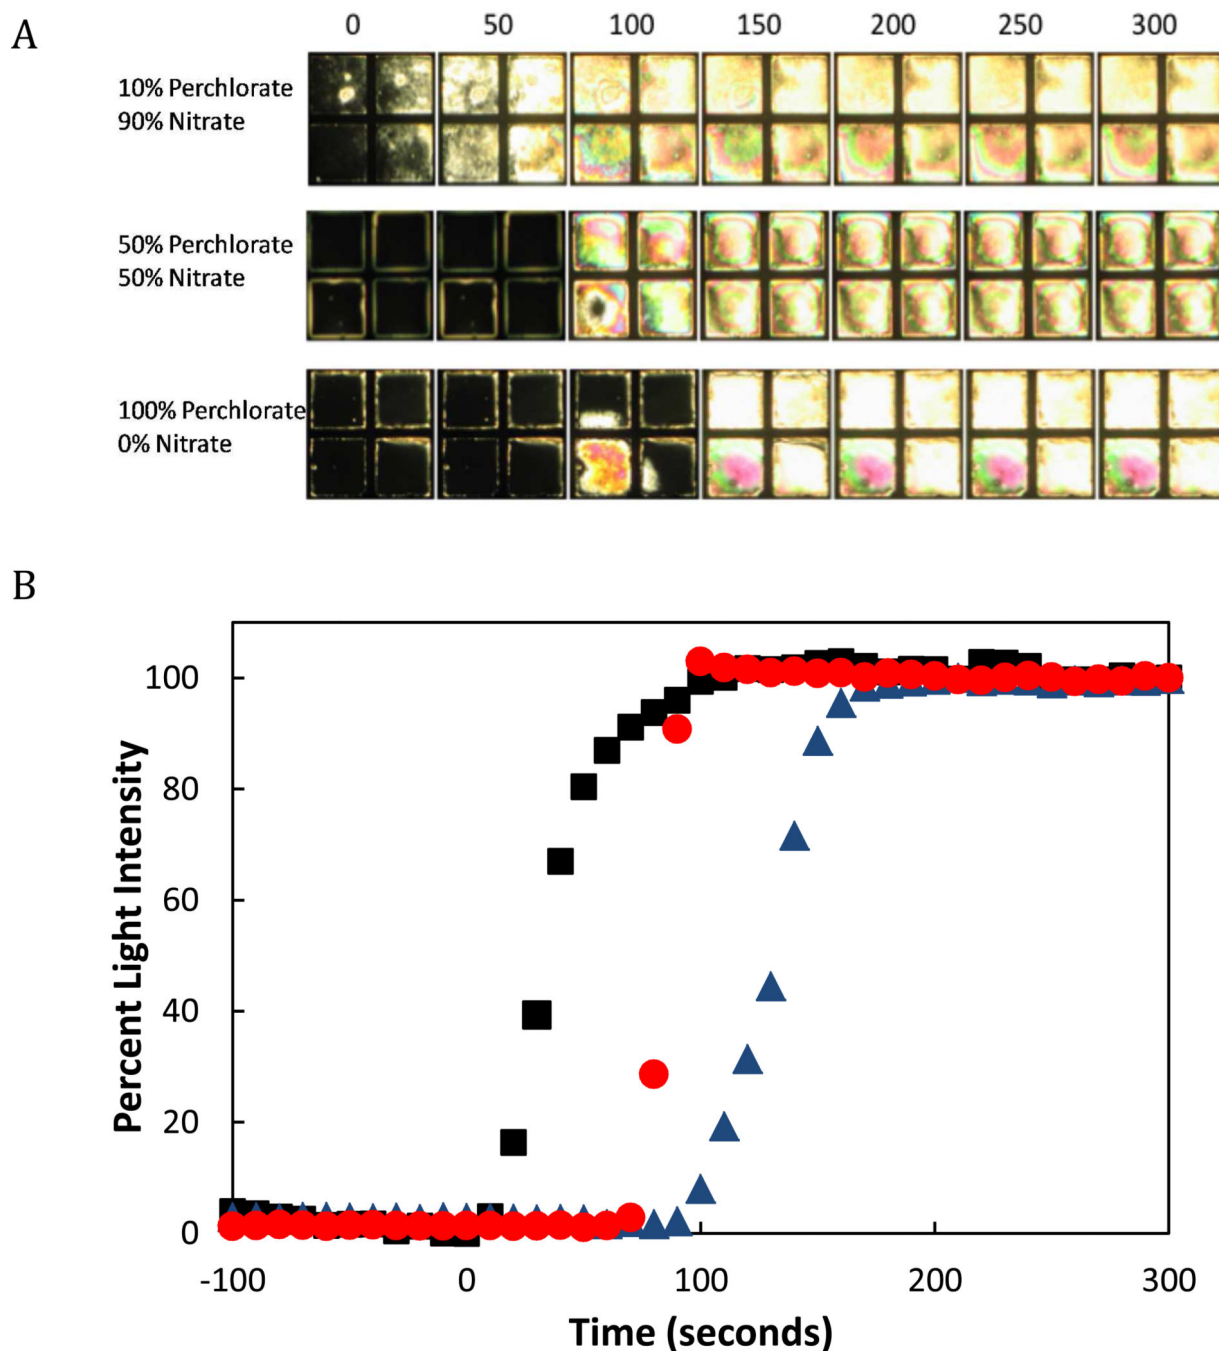 A
0 50 100 150 200 250 300
10% Perchlorate
90% Nitrate
50% Perchlorate
50% Nitrate
100% Perchlorate
0% Nitrate
B
Percent Light Intensity
100
80
60
40
20
0
-100 0 100 200 300
Time (seconds)